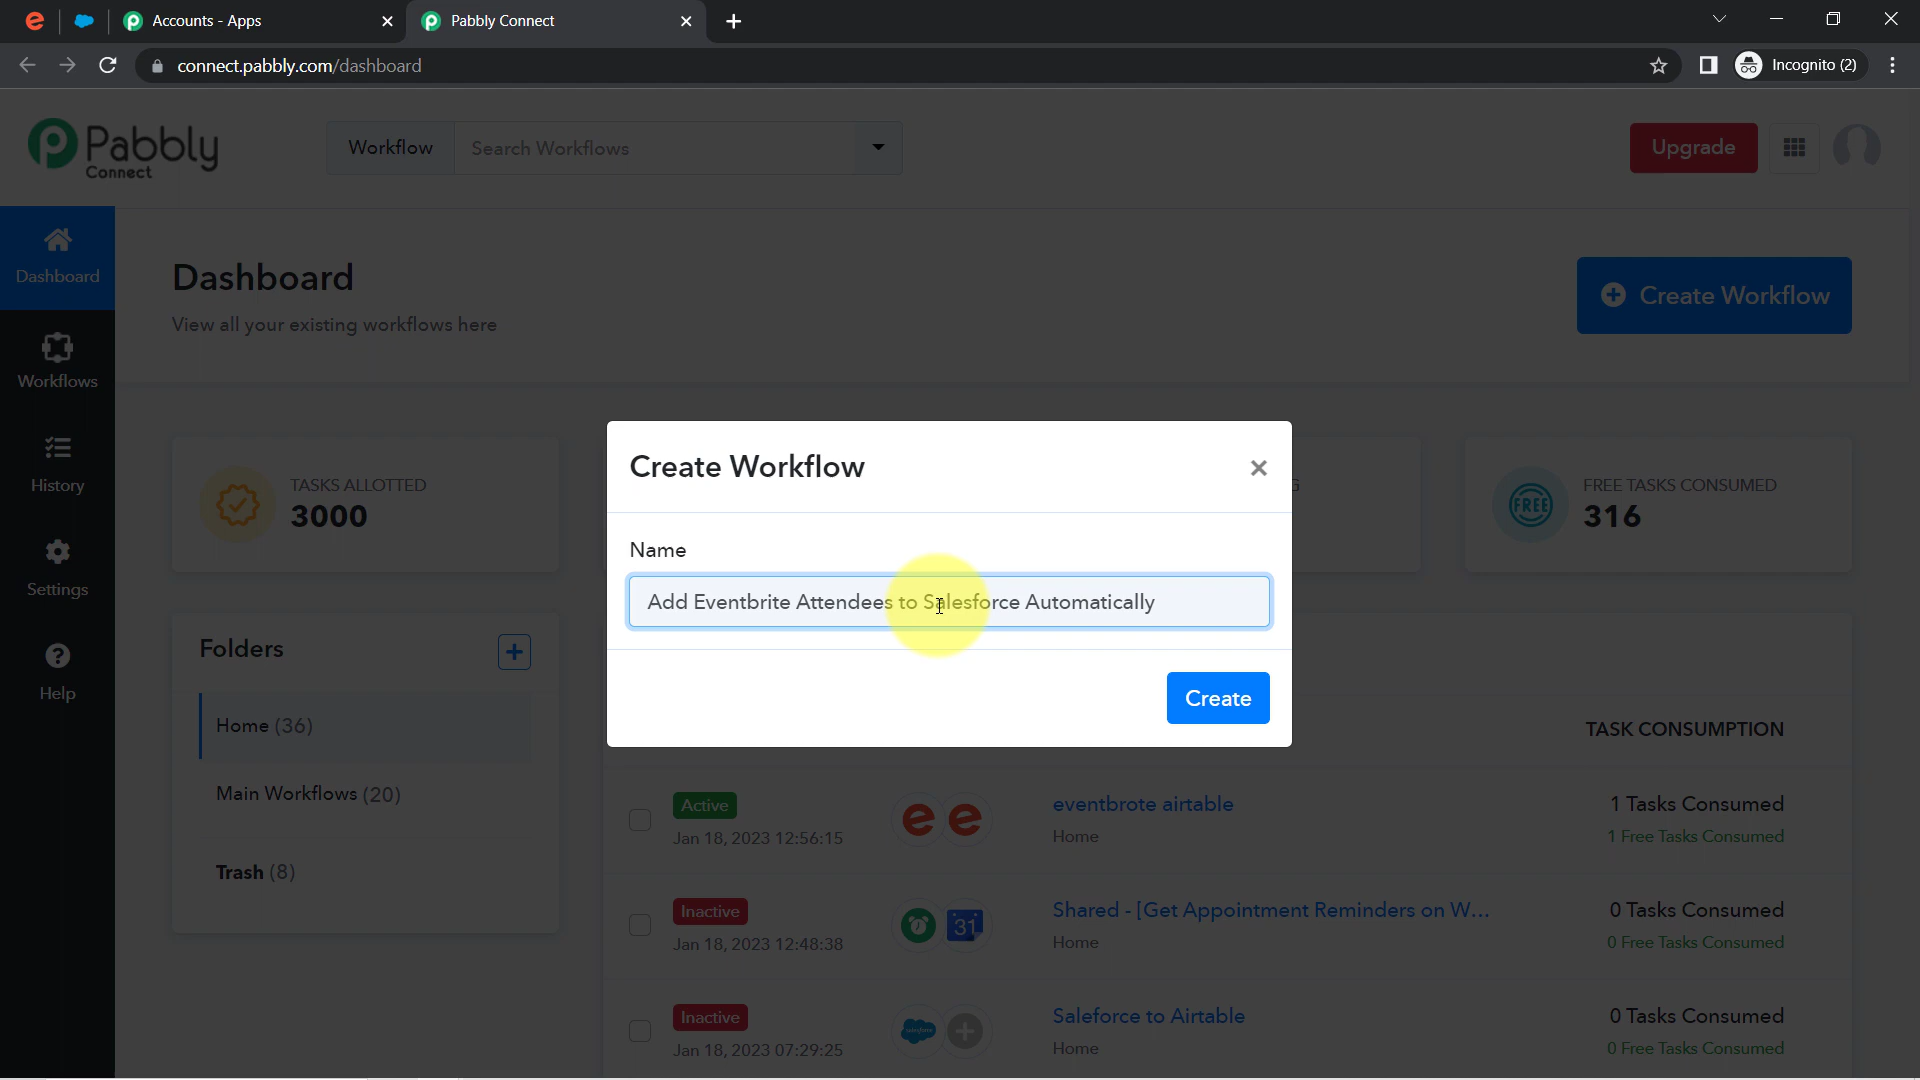 Accounts - Apps
Pabbly Connect
connect.pabbly.com/dashboard
Incognito (2)
Pabbly
Connect
Workflow
Search Workflows
Upgrade
Dashboard
Workflows
History
Settings
Help
Dashboard
View all your existing workflows here
Create Workflow
TASKS ALLOTTED
3000
G
FREE
FREE TASKS CONSUMED
316
Create Workflow
Name
Add Eventbrite Attendees to Salesforce Automatically
Create
Folders
Home (36)
Main Workflows (20)
Trash (8)
TASK CONSUMPTION
Active
Jan 18, 2023 12:56:15
eventbrote airtable
Home
1 Tasks Consumed
1 Free Tasks Consumed
Inactive
Jan 18, 2023 12:48:38
31
Shared - [Get Appointment Reminders on W...
Home
0 Tasks Consumed
0 Free Tasks Consumed
Inactive
Jan 18, 2023 07:29:25
salesforce
Saleforce to Airtable
Home
0 Tasks Consumed
0 Free Tasks Consumed